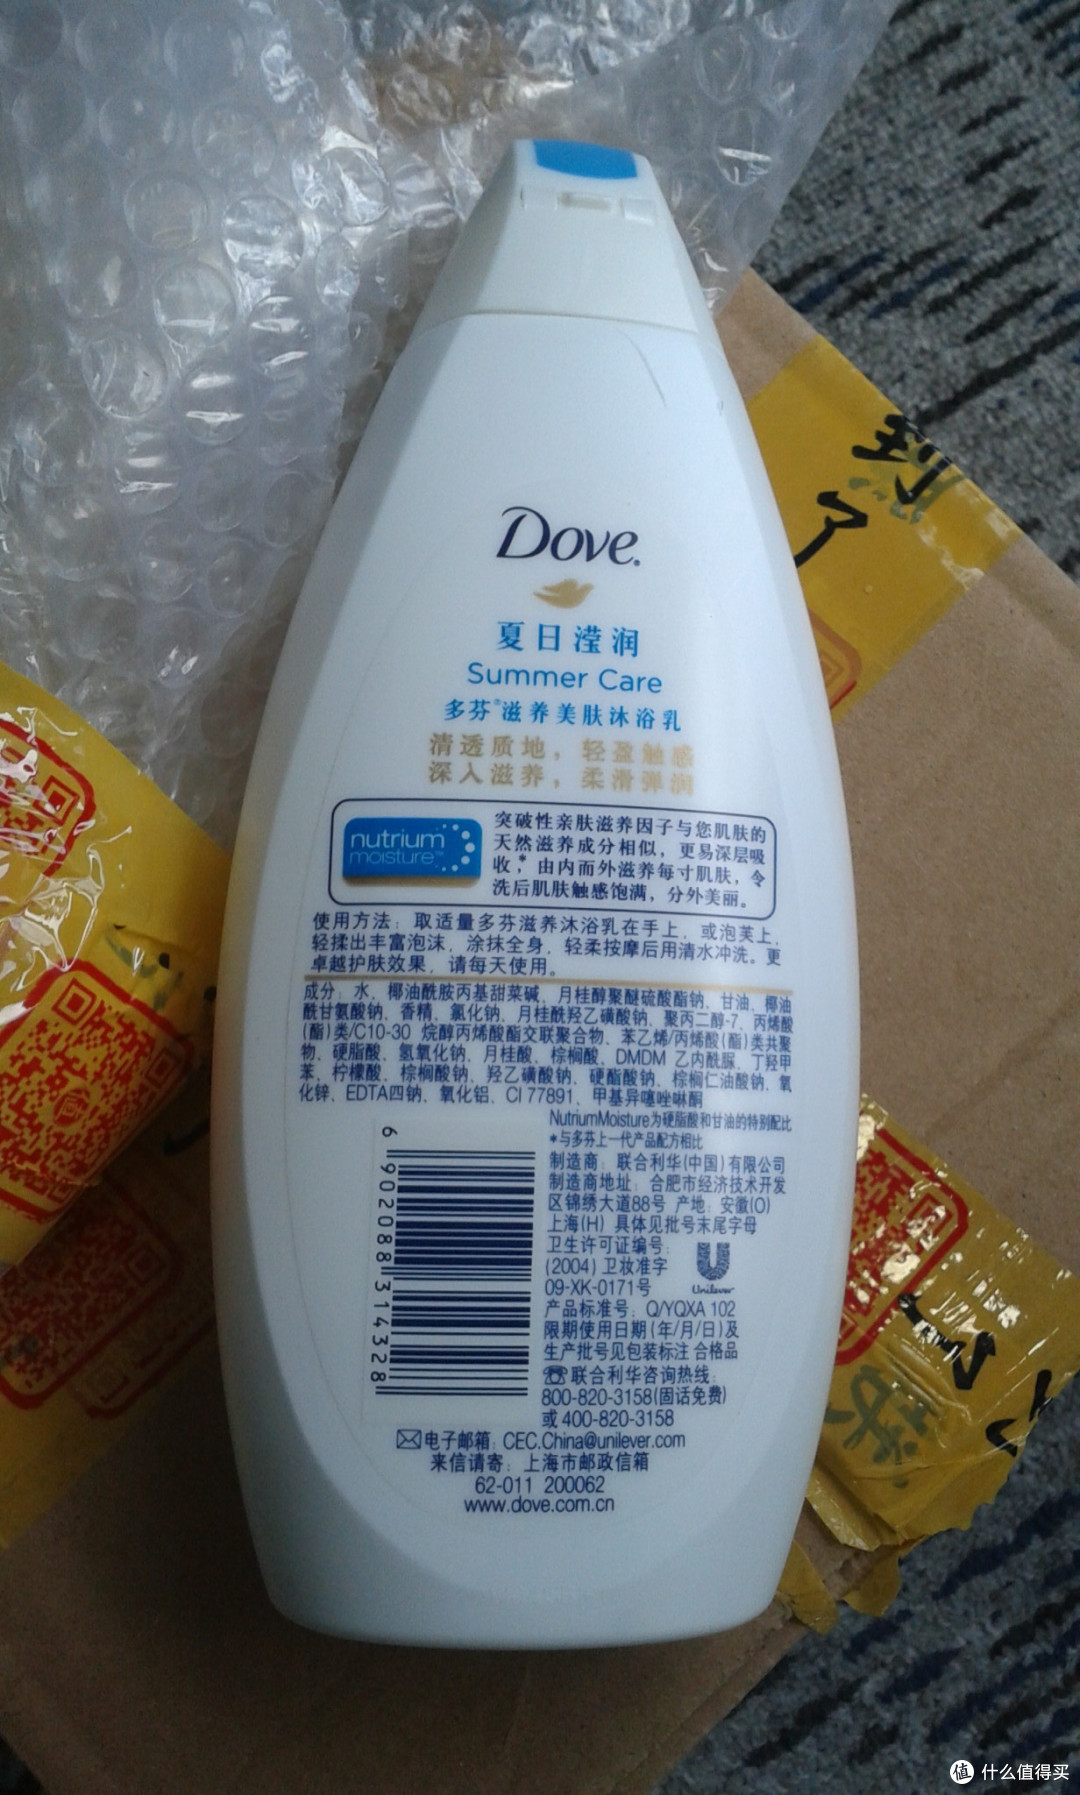 Dove.
夏日滢润
Summer Care
多芬®滋养美肤沐浴乳
清透质地，轻盈触感
深入滋养，柔滑弹润
nutrium
moisture™
突破性亲肤滋养因子与您肌肤的
天然滋养成分相似，更易深层吸
收，*由内而外滋养每寸肌肤，令
洗后肌肤触感饱满，分外美丽。
使用方法：取适量多芬滋养沐浴乳在手上，或泡芙上，
轻揉出丰富泡沫，涂抹全身，轻柔按摩后用清水冲洗。更
卓越护肤效果，请每天使用。
成分：水、椰油酰胺丙基甜菜碱、月桂醇聚醚硫酸酯钠、甘油、椰油
酰甘氨酸钠、香精、氯化钠、月桂酰羟乙磺酸钠、聚丙二醇-7、丙烯酸
(酯)类/C10-30 烷醇丙烯酸酯交联聚合物、苯乙烯/丙烯酸(酯)类共聚
物、硬脂酸、氢氧化钠、月桂酸、棕榈酸、DMDM 乙内酰脲、丁羟甲
苯、柠檬酸、棕榈酸钠、羟乙磺酸钠、硬酯酸钠、棕榈仁油酸钠、氧
化锌、EDTA四钠、氧化铝、CI 77891、甲基异噻唑啉酮
NutriumMoisture为硬脂酸和甘油的特别配比
*与多芬上一代产品配方相比
制造商：联合利华(中国)有限公司
制造商地址：合肥市经济技术开发
区锦绣大道88号 产地：安徽(O)
上海(H) 具体见批号末尾字母
卫生许可证编号：
(2004) 卫妆准字
09-XK-0171号
Unilever
产品标准号：Q/YQXA 102
限期使用日期(年/月/日)及
生产批号见包装标注 合格品
☏联合利华咨询热线：
800-820-3158(固话免费)
或 400-820-3158
6 902088 314328
电子邮箱：CEC.China@unilever.com
来信请寄：上海市邮政信箱
62-011 200062
www.dove.com.cn
到
了
值 什么值得买